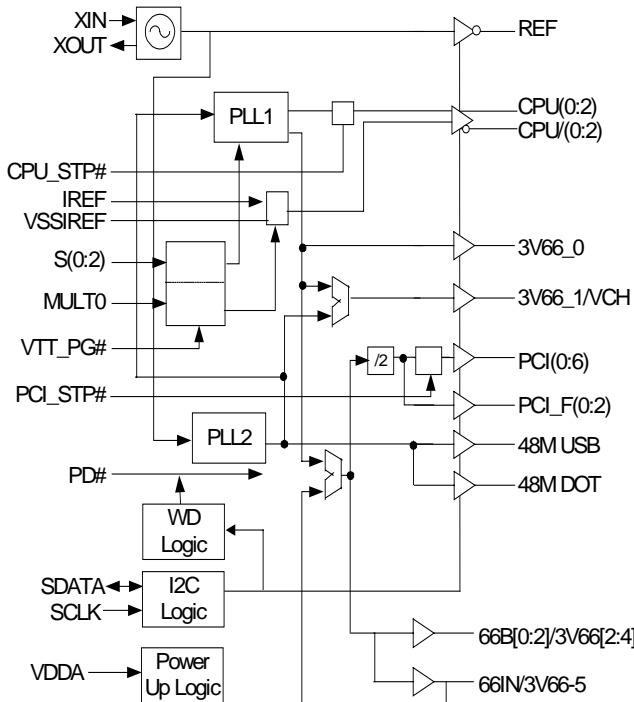 XIN
XOUT
REF
PLL1
CPU(0:2)
CPU/(0:2)
CPU_STP#
IREF
VSSIREF
S(0:2)
3V66_0
MULT0
3V66_1/VCH
VTT_PG#
/2
PCI(0:6)
PCI_STP#
PCI_F(0:2)
PLL2
48M USB
PD#
48M DOT
WD
Logic
SDATA
SCLK
I2C
Logic
66B[0:2]/3V66[2:4]
VDDA
Power
Up Logic
66IN/3V66-5